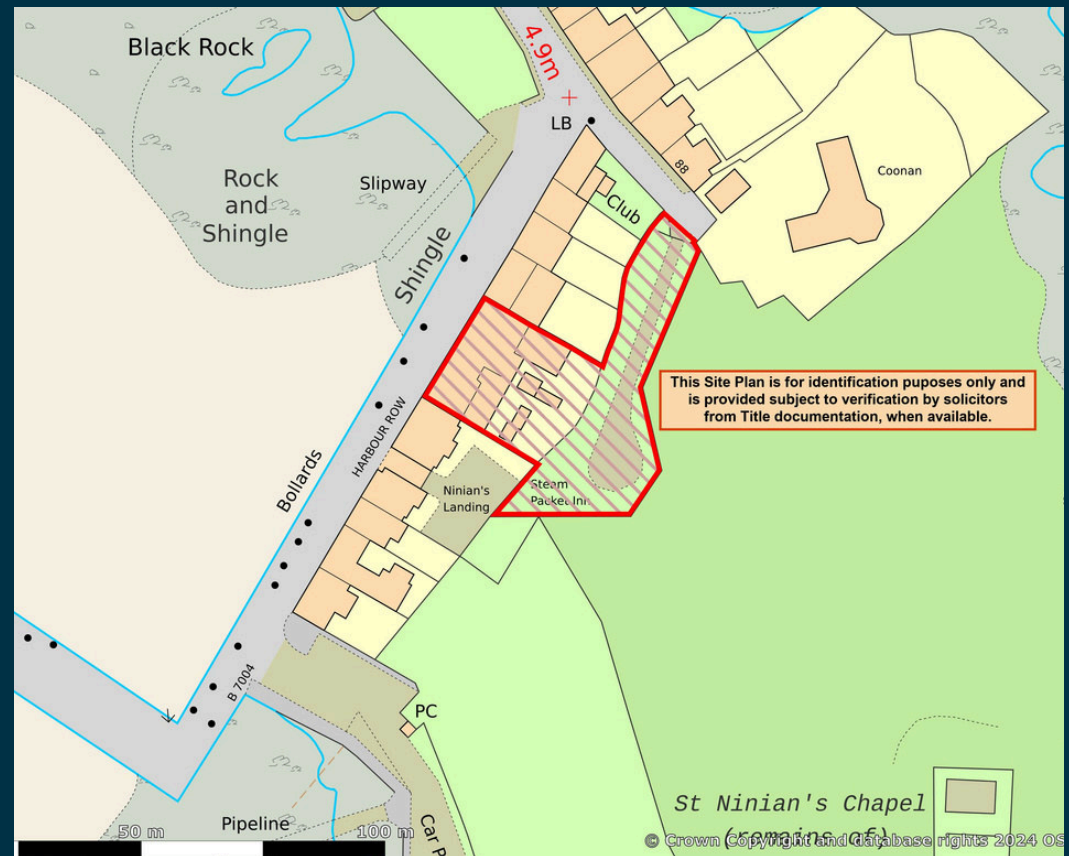 4.9m
Black Rock
LB
88
Coonan
Rock
and
Shingle
Slipway
Club
Shingle
This Site Plan is for identification puposes only and
is provided subject to verification by solicitors
from Title documentation, when available.
HARBOUR ROW
Bollards
Ninian's
Landing
Steam
Packet Inn
B 7004
PC
St Ninian's Chapel
(remains of)
Pipeline
Car P
50 m
100 m
© Crown Copyright and database rights 2024 OS